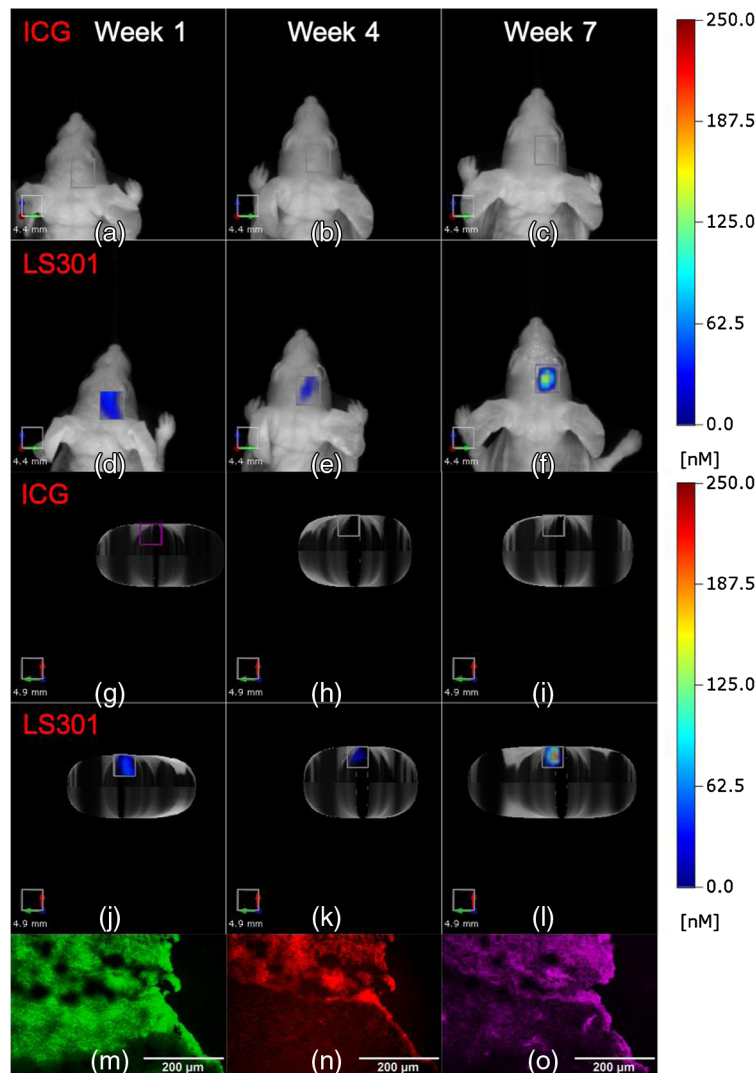 ICG Week 1 Week 4 Week 7
250.0
187.5
125.0
62.5
0.0
[nM]
4.4 mm (a) 4.4 mm (b) 4.4 mm (c)
LS301
4.4 mm (d) 4.4 mm (e) 4.4 mm (f)
ICG
250.0
187.5
125.0
62.5
0.0
[nM]
4.9 mm (g) 4.9 mm (h) 4.9 mm (i)
LS301
4.9 mm (j) 4.9 mm (k) 4.9 mm (l)
(m) 200 µm (n) 200 µm (o) 200 µm